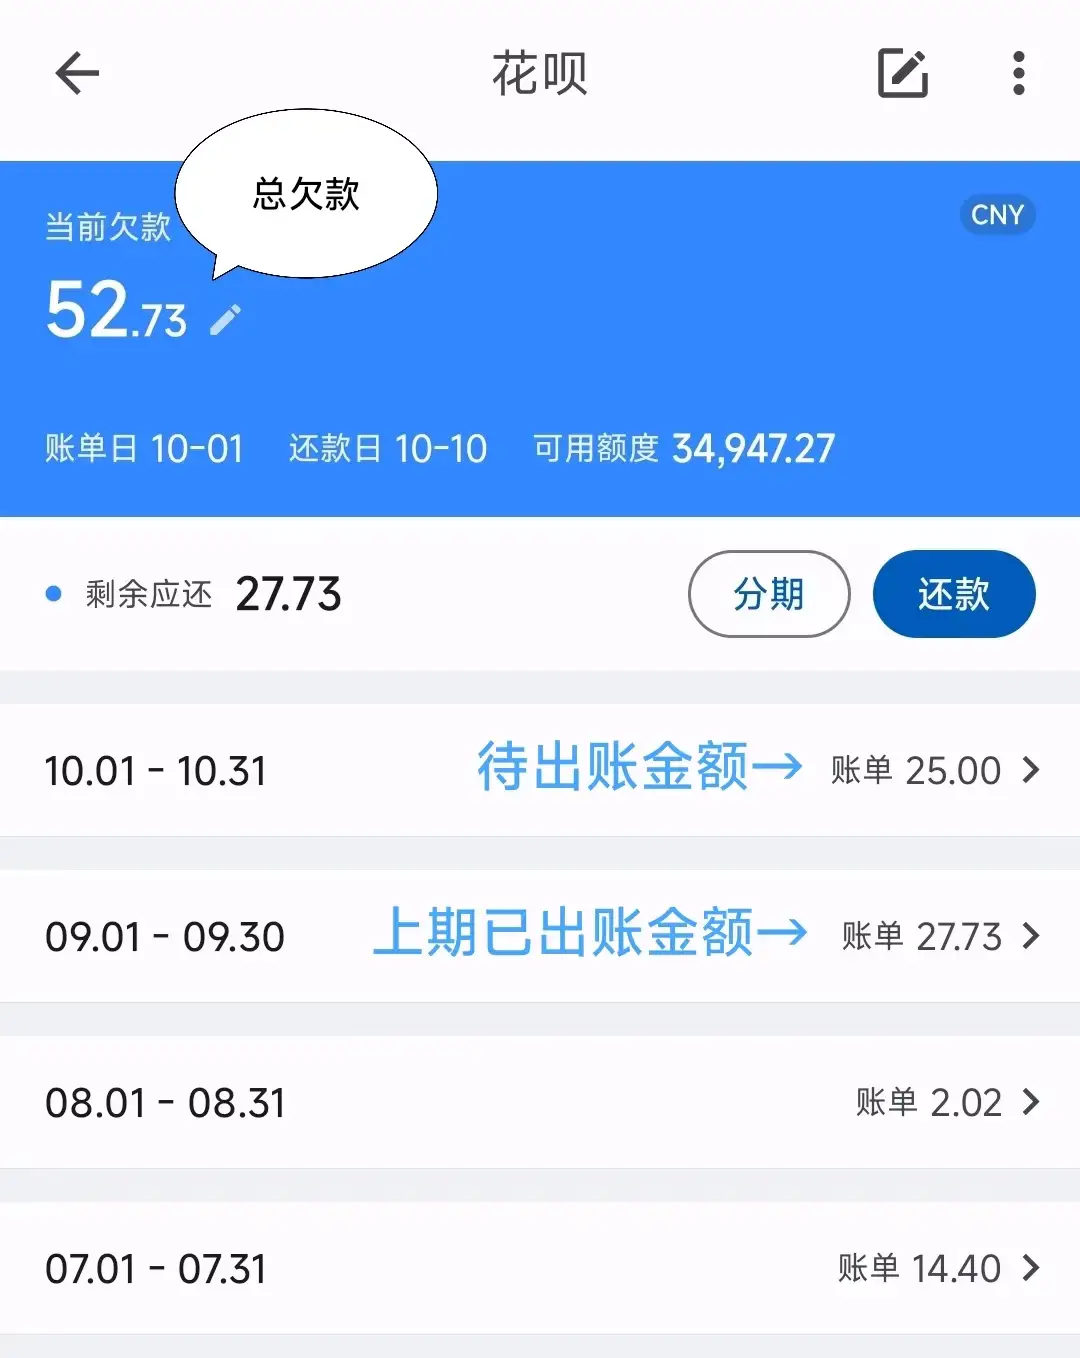 花呗
总欠款
当前欠款
CNY
52.73
账单日 10-01 还款日 10-10 可用额度 34,947.27
剩余应还 27.73 分期 还款
10.01 - 10.31 待出账金额→ 账单 25.00
09.01 - 09.30 上期已出账金额→ 账单 27.73
08.01 - 08.31 账单 2.02
07.01 - 07.31 账单 14.40